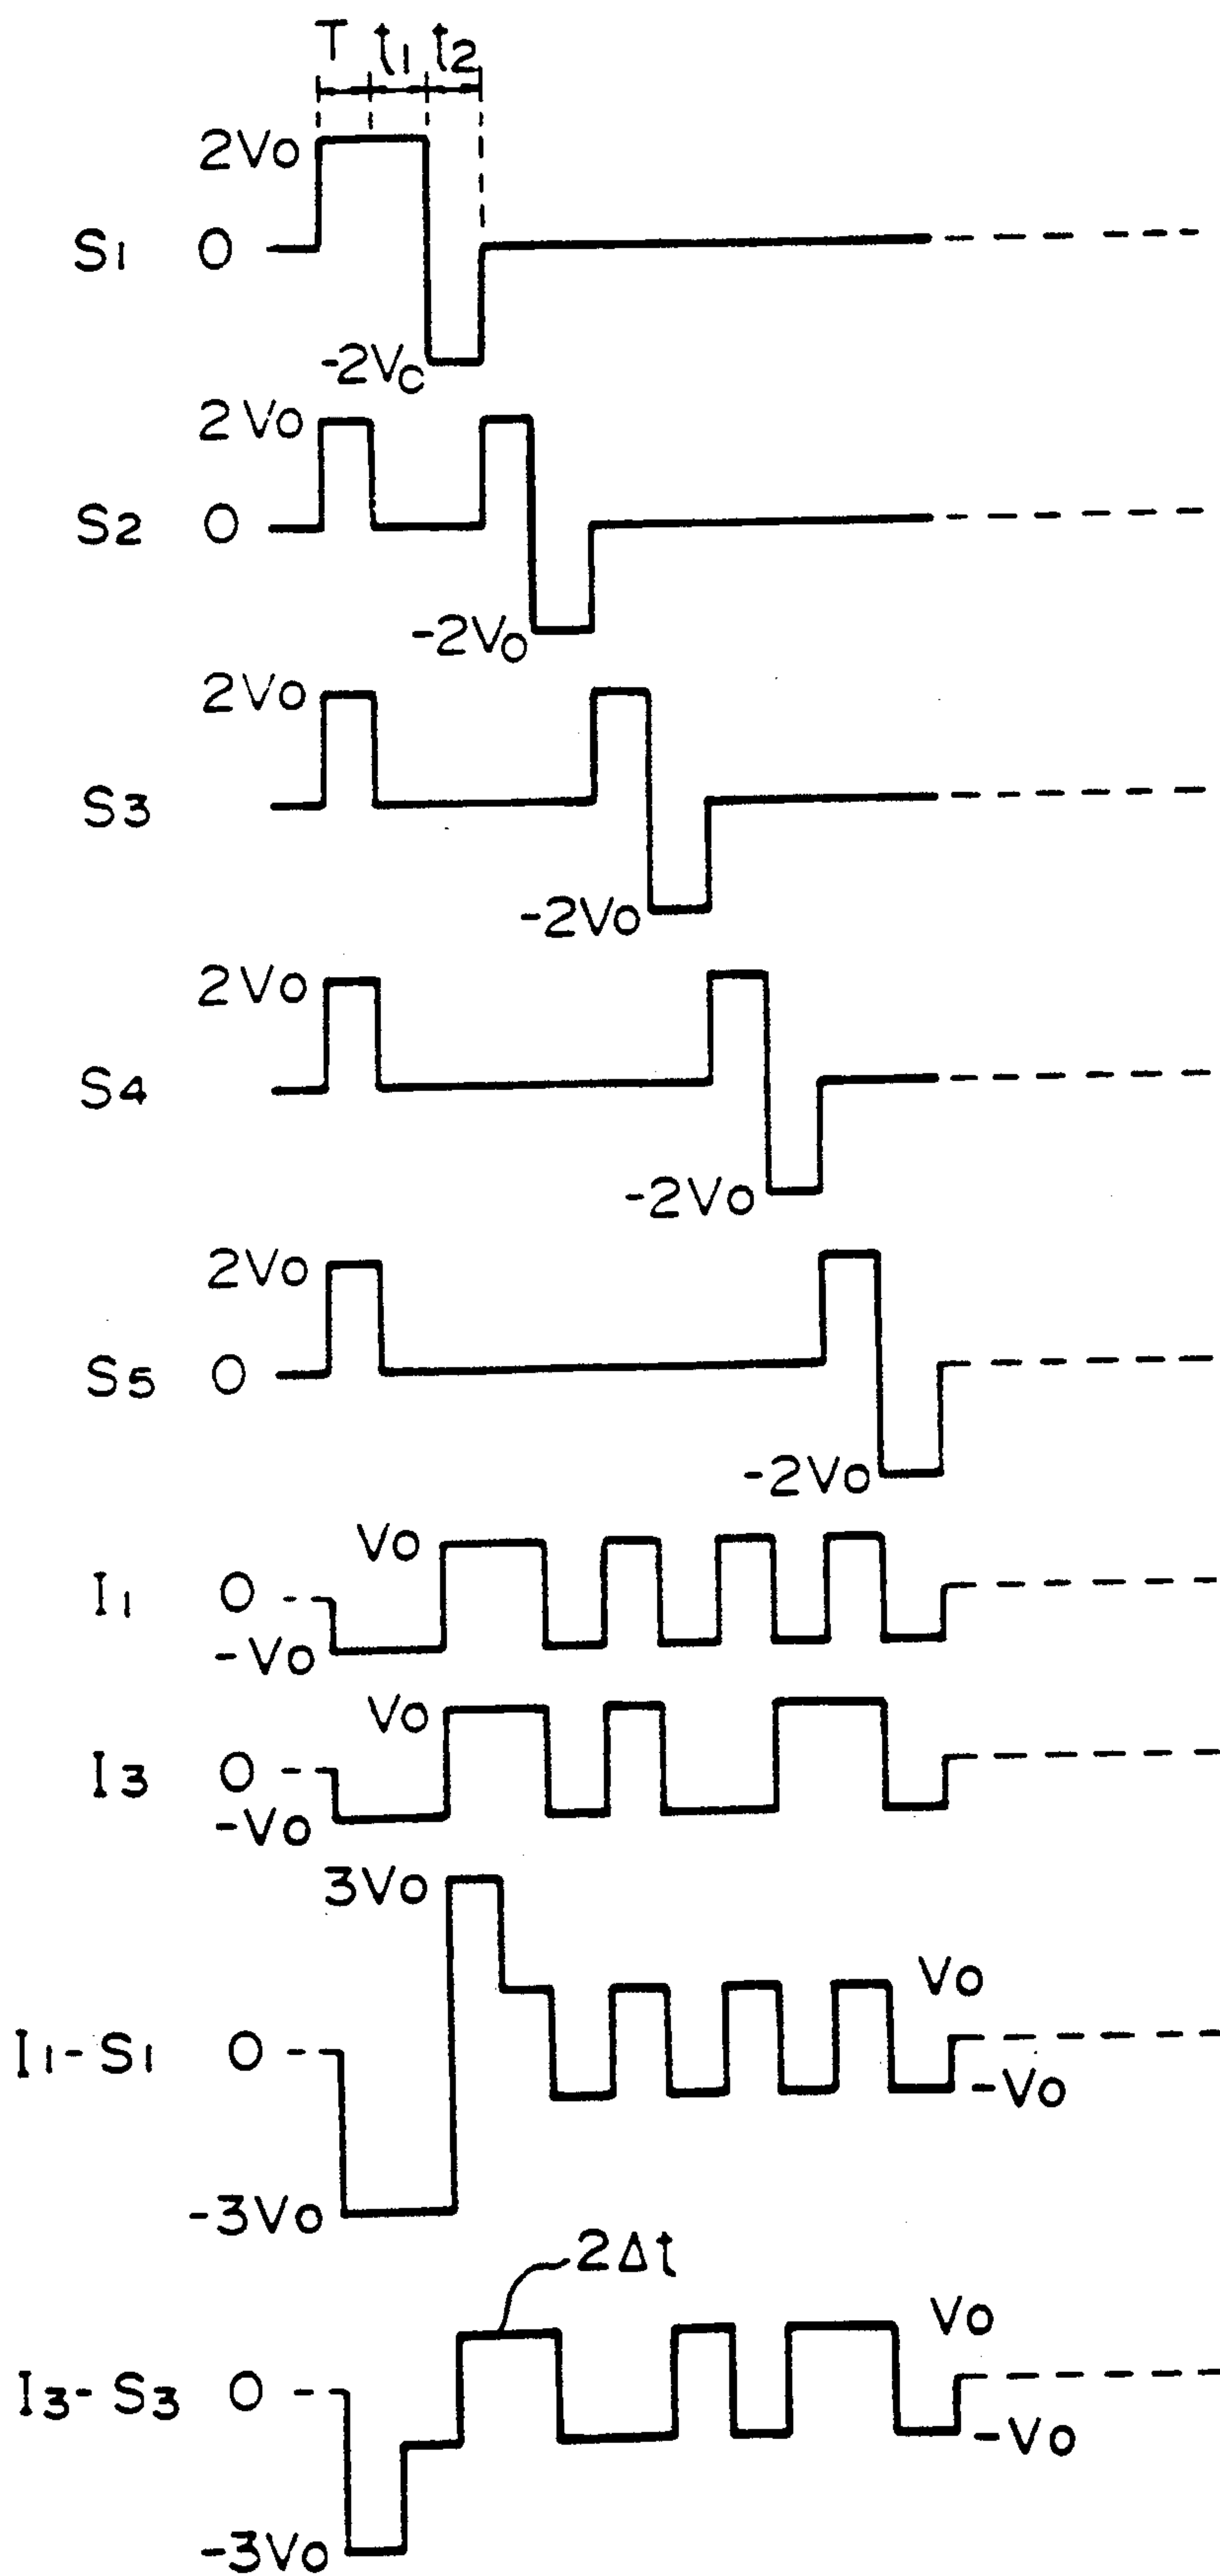 T t1 t2
2Vo
S1 0
-2Vc
2Vo
S2 0
-2Vo
2Vo
S3
-2Vo
2Vo
S4
-2Vo
2Vo
S5 0
-2Vo
Vo
I1 0
-Vo
Vo
I3 0
-Vo
3Vo
Vo
I1-S1 0
-Vo
-3Vo
2Δt
Vo
I3-S3 0
-Vo
-3Vo